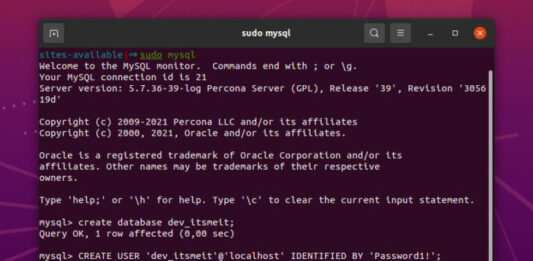 sudo mysql
sites-available|⇒ sudo mysql
Welcome to the MySQL monitor.  Commands end with ; or \g.
Your MySQL connection id is 21
Server version: 5.7.36-39-log Percona Server (GPL), Release '39', Revision '3056
19d'
Copyright (c) 2009-2021 Percona LLC and/or its affiliates
Copyright (c) 2000, 2021, Oracle and/or its affiliates.
Oracle is a registered trademark of Oracle Corporation and/or its
affiliates. Other names may be trademarks of their respective
owners.
Type 'help;' or '\h' for help. Type '\c' to clear the current input statement.
mysql> create database dev_itsmeit;
Query OK, 1 row affected (0,00 sec)
mysql> CREATE USER 'dev_itsmeit'@'localhost' IDENTIFIED BY 'Password1!';